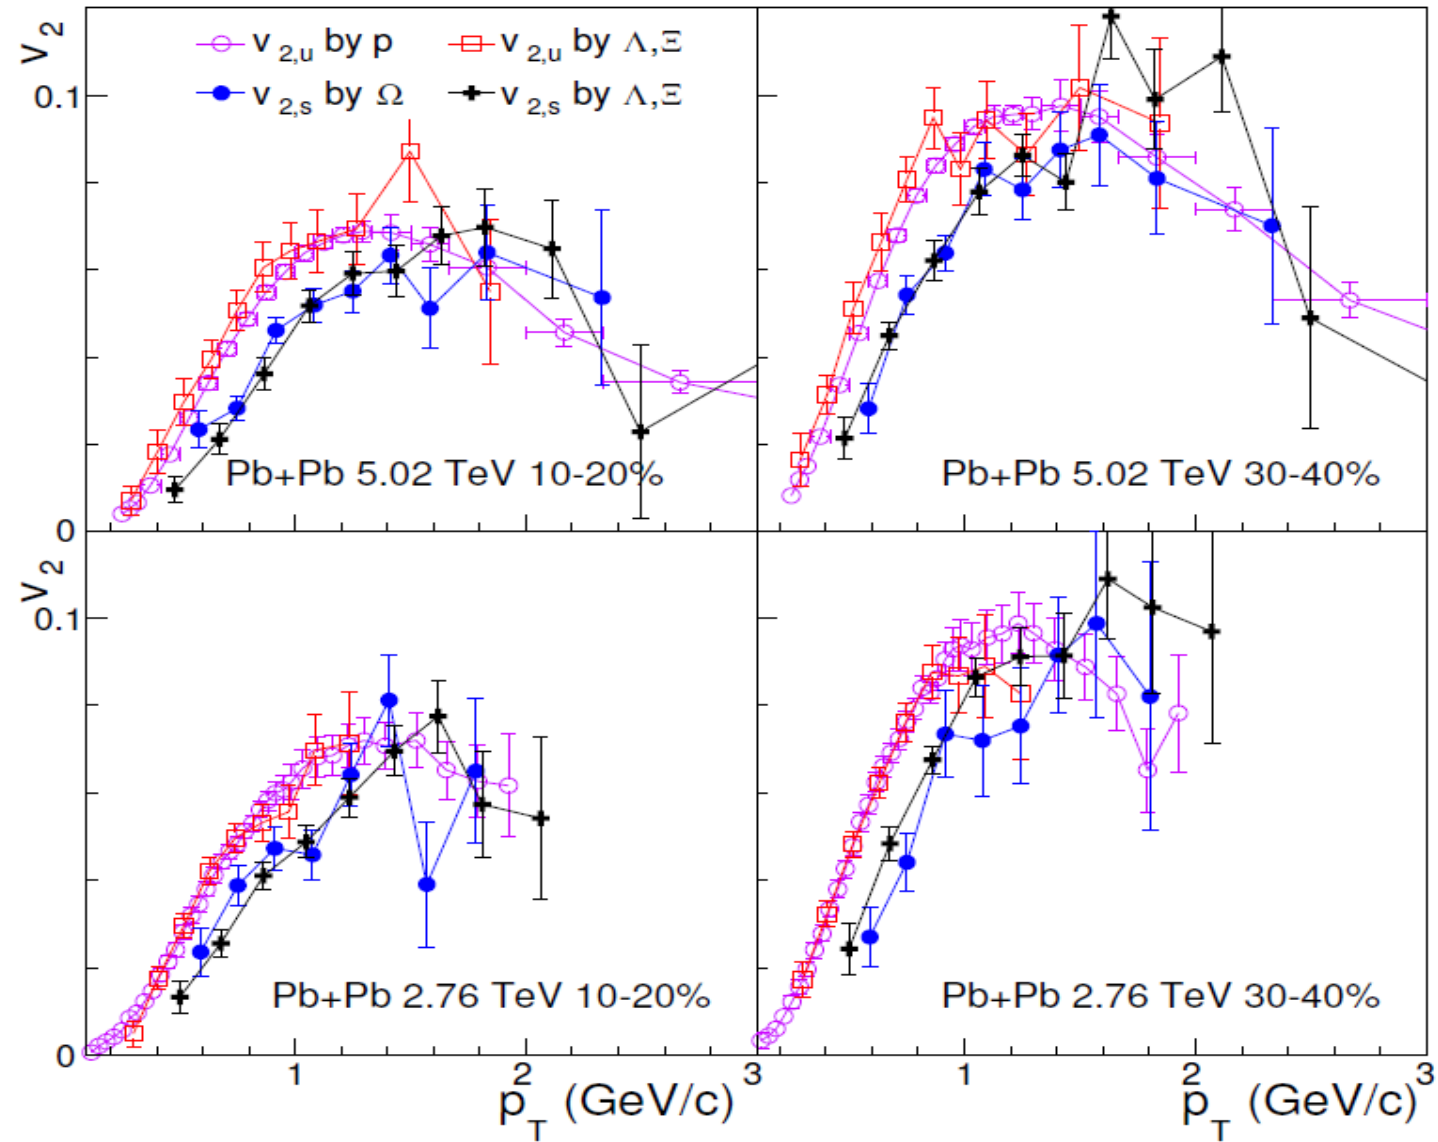 v2
0.1
0
v2,u by p
v2,u by Λ,Ξ
v2,s by Ω
v2,s by Λ,Ξ
Pb+Pb 5.02 TeV 10-20%
Pb+Pb 5.02 TeV 30-40%
v2
0.1
0
Pb+Pb 2.76 TeV 10-20%
Pb+Pb 2.76 TeV 30-40%
1 2 3 1 2 3
pT (GeV/c) pT (GeV/c)